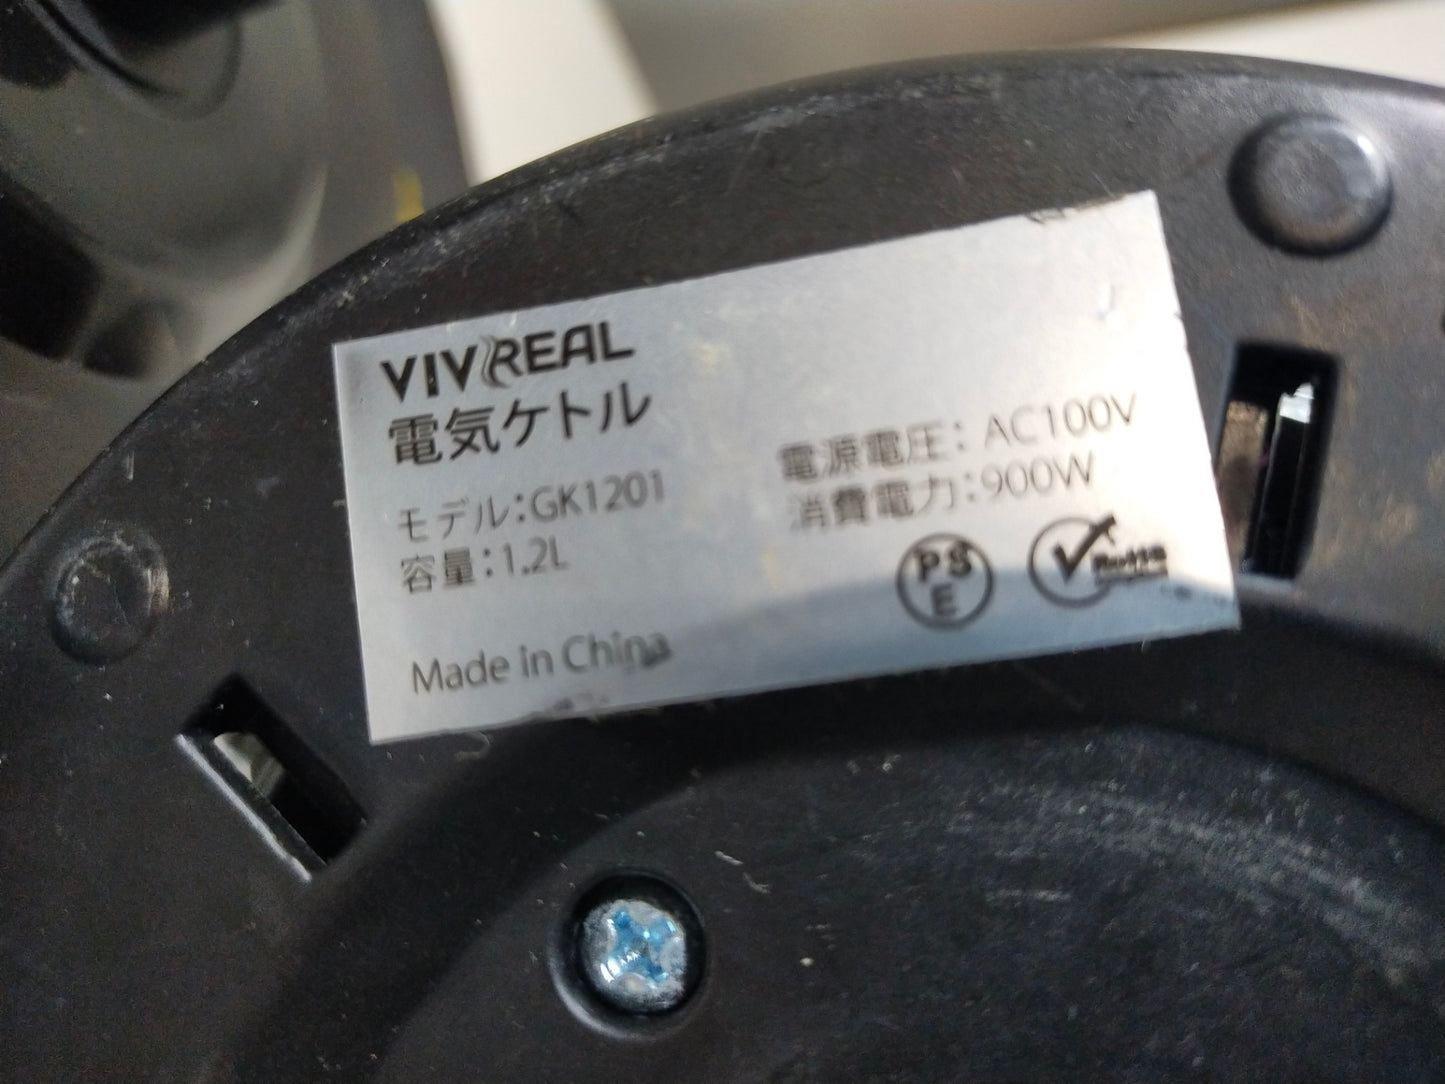 VIVREAL
電気ケトル
モデル:GK1201
容量:1.2L
Made in China
電源電圧: AC100V
消費電力:900W
PS
E
RoHS